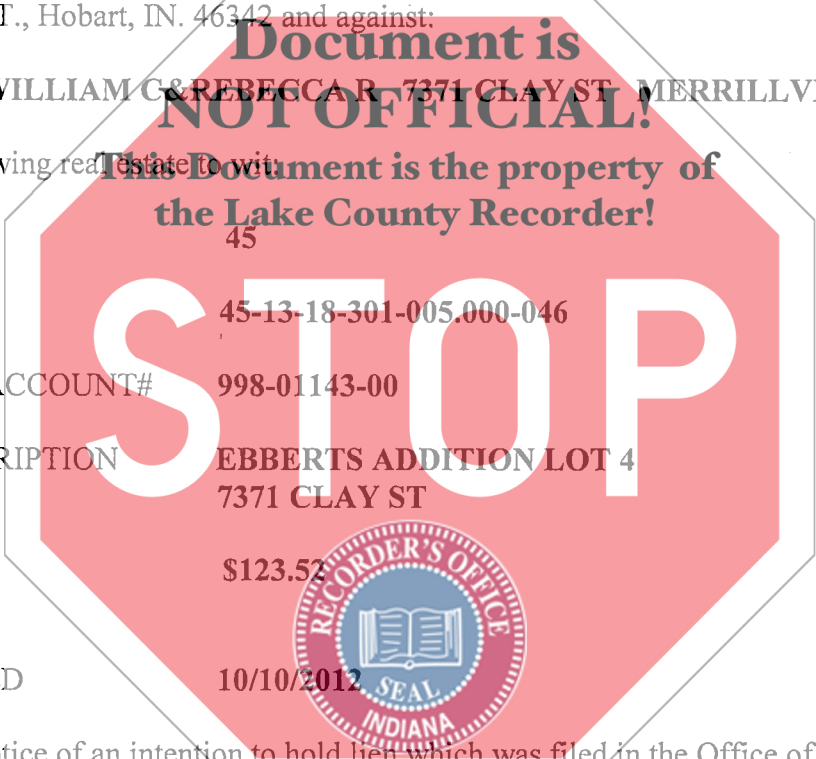 T., Hobart, IN. 46342 and against:
Document is
WILLIAM C&REBECCA R 7371 CLAY ST MERRILLVI
NOT OFFICIAL!
wing real estate to wit:
This Document is the property of
the Lake County Recorder!
45
STOP
45-13-18-301-005.000-046
ACCOUNT# 998-01143-00
RIPTION EBBERTS ADDITION LOT 4
7371 CLAY ST
$123.52
RECORDER'S OFFICE
SEAL
INDIANA
D 10/10/2012
tice of an intention to hold lien which was filed in the Office of